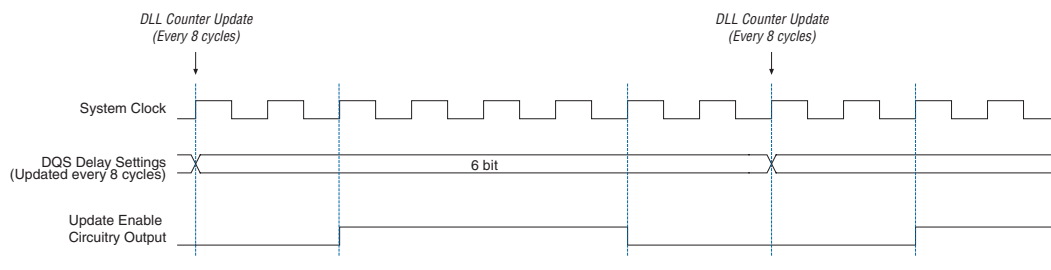 DLL Counter Update
(Every 8 cycles)
DLL Counter Update
(Every 8 cycles)
System Clock
DQS Delay Settings
(Updated every 8 cycles)
6 bit
Update Enable
Circuitry Output